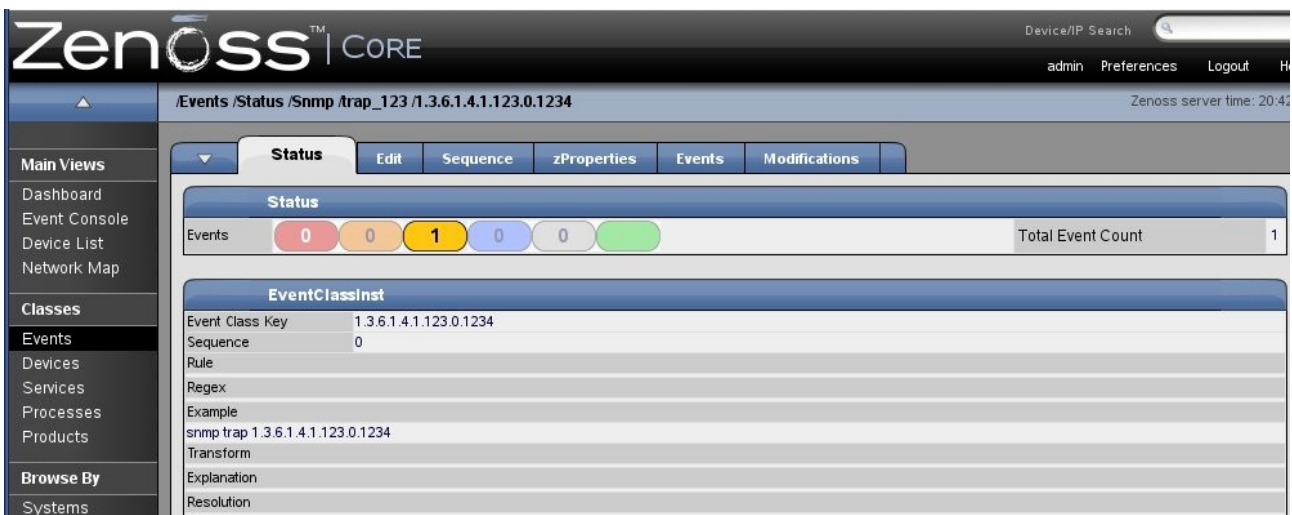 Zenoss™ | CORE
Device/IP Search
admin Preferences Logout
/Events /Status /Snmp /trap_123 /1.3.6.1.4.1.123.0.1234
Zenoss server time: 20:42
Main Views
Dashboard
Event Console
Device List
Network Map
Classes
Events
Devices
Services
Processes
Products
Browse By
Systems
Status Edit Sequence zProperties Events Modifications
Status
Events 0 0 1 0 0 Total Event Count 1
EventClassInst
Event Class Key 1.3.6.1.4.1.123.0.1234
Sequence 0
Rule
Regex
Example
snmp trap 1.3.6.1.4.1.123.0.1234
Transform
Explanation
Resolution